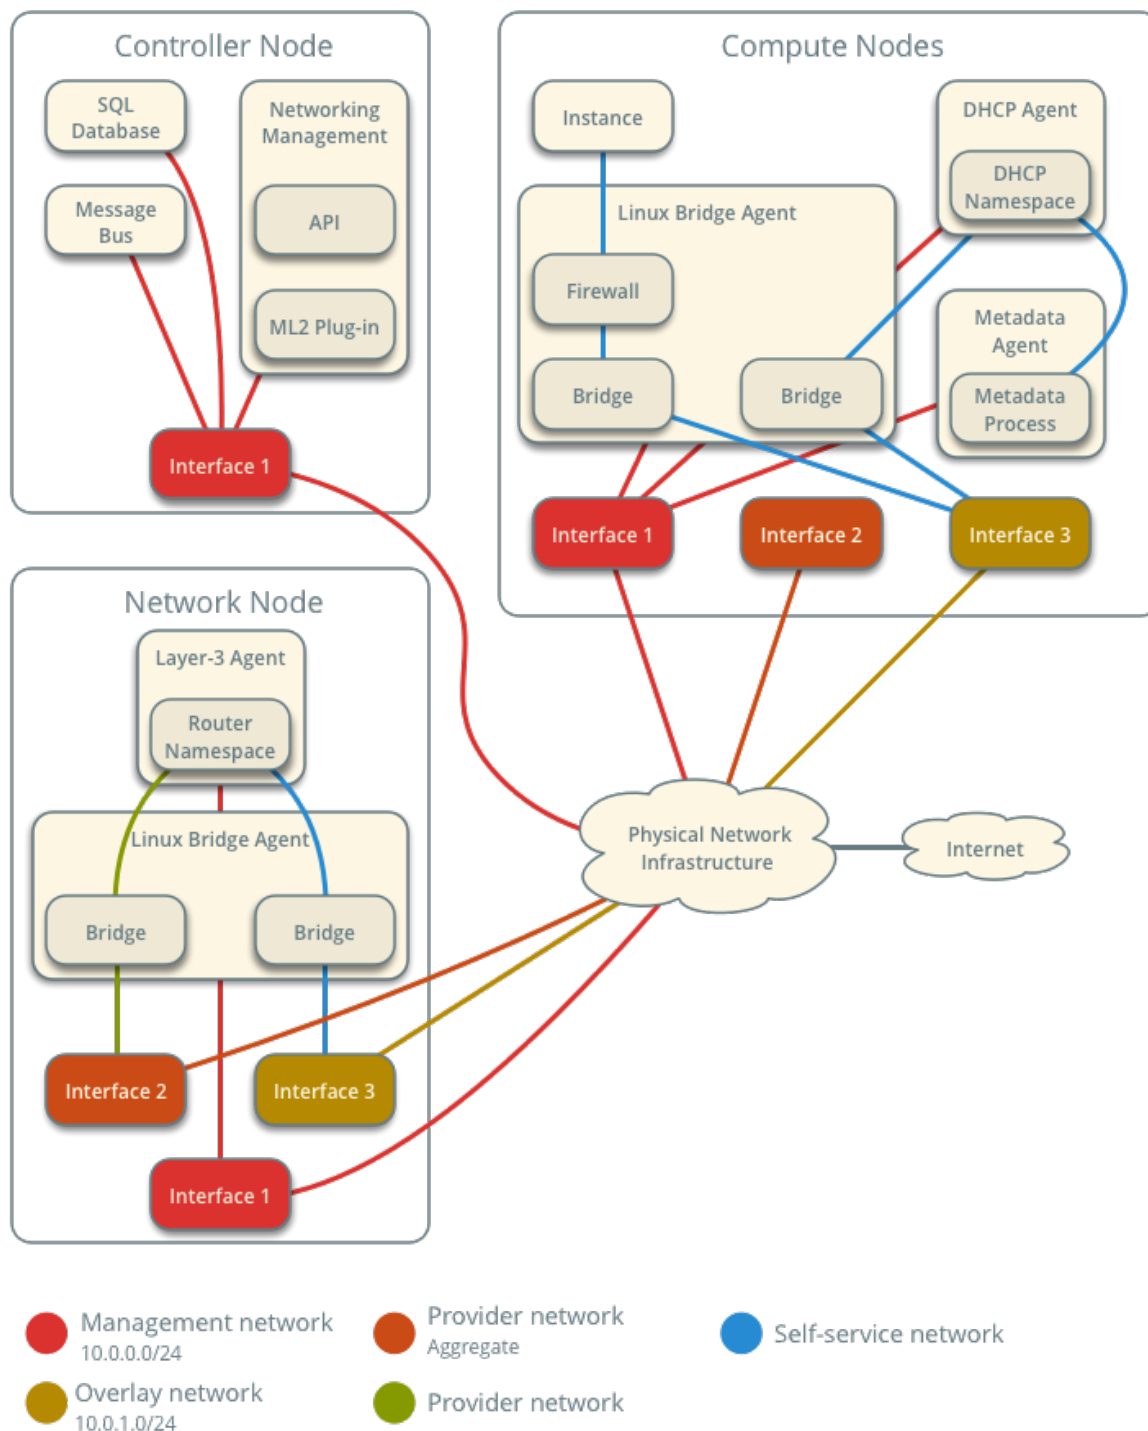 Controller Node
SQL
Database
Networking
Management
Message
Bus
API
ML2 Plug-in
Interface 1
Compute Nodes
Instance
DHCP Agent
DHCP
Namespace
Linux Bridge Agent
Firewall
Metadata
Agent
Bridge
Bridge
Metadata
Process
Interface 1
Interface 2
Interface 3
Network Node
Layer-3 Agent
Router
Namespace
Linux Bridge Agent
Bridge
Bridge
Interface 2
Interface 3
Interface 1
Physical Network
Infrastructure
Internet
Management network
10.0.0.0/24
Provider network
Aggregate
Self-service network
Overlay network
10.0.1.0/24
Provider network